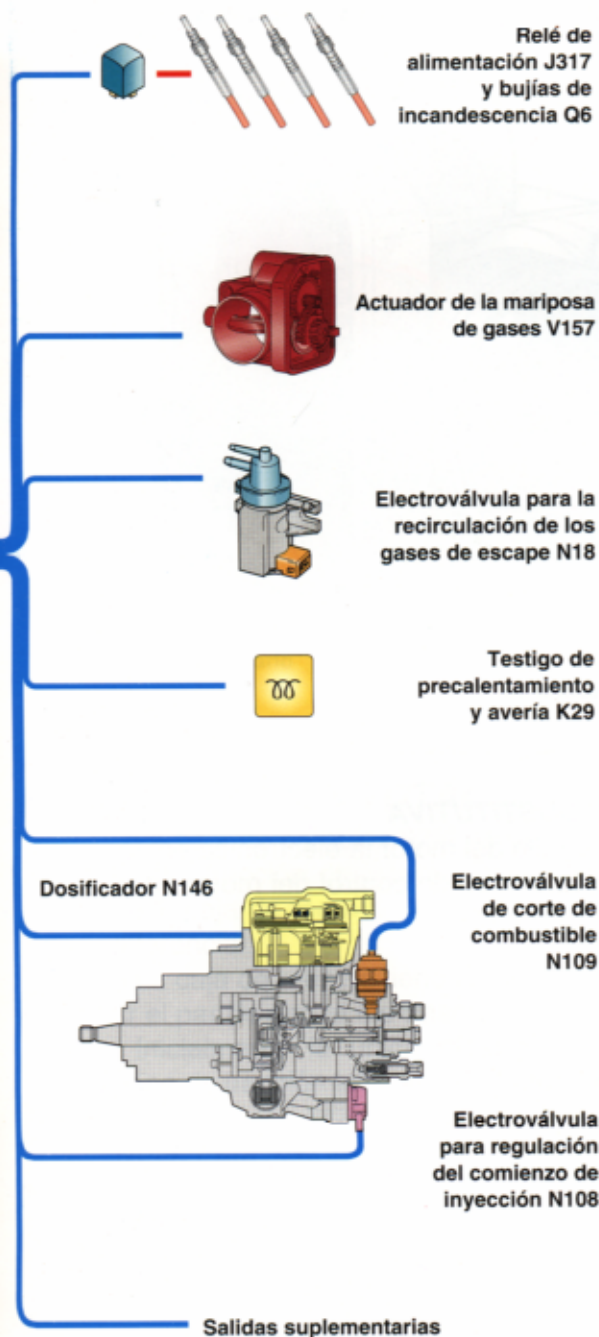 Relé de
alimentación J317
y bujías de
incandescencia Q6
Actuador de la mariposa
de gases V157
Electroválvula para la
recirculación de los
gases de escape N18
Testigo de
precalentamiento
y avería K29
Dosificador N146
Electroválvula
de corte de
combustible
N109
Electroválvula
para regulación
del comienzo de
inyección N108
Salidas suplementarias